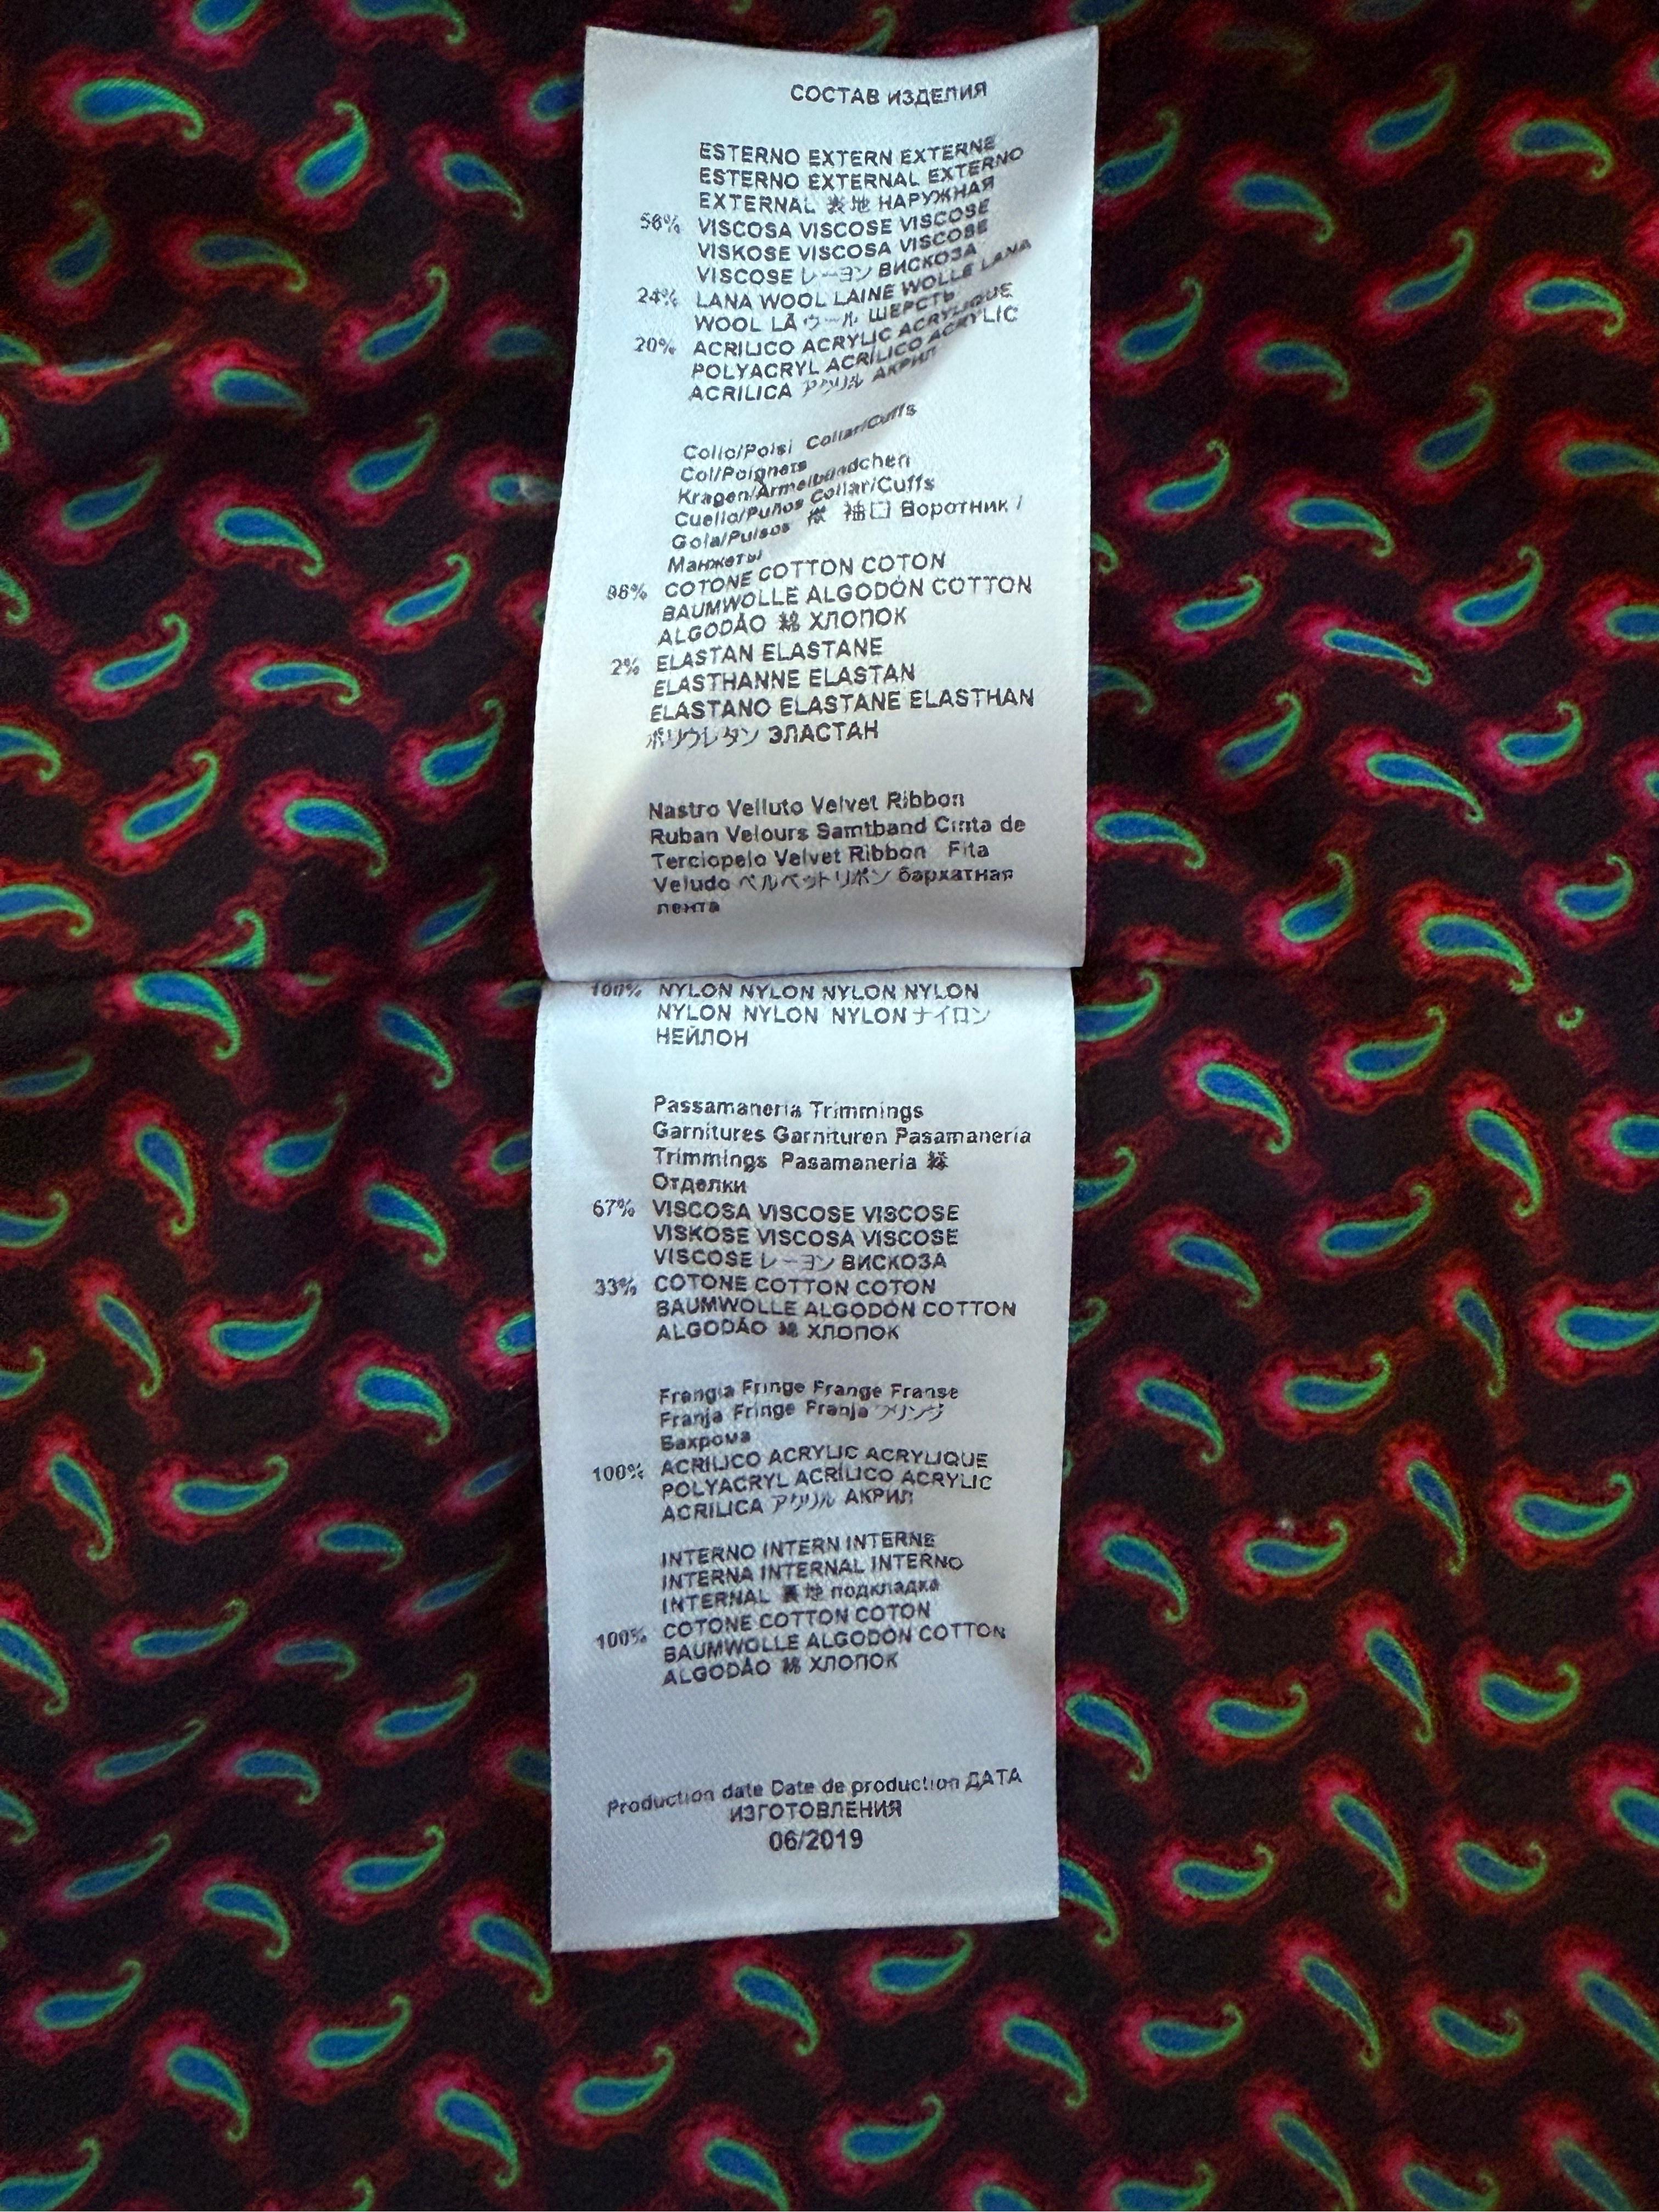 СОСТАВ ИЗДЕЛИЯ
ESTERNO EXTERN EXTERNE
ESTERNO EXTERNAL EXTERNO
EXTERNAL 表地 НАРУЖНАЯ
56% VISCOSA VISCOSE VISCOSE
VISKOSE VISCOSA VISCOSE
VISCOSE レーヨン ВИСКОЗА
24% LANA WOOL LAINE WOLLE LANA
WOOL LÃ ウール ШЕРСТЬ
20% ACRILICO ACRYLIC ACRYLIQUE
POLYACRYL ACRÍLICO ACRYLIC
ACRILICA アクリル АКРИЛ
Collo/Polsi Collar/Cuffs
Col/Poignets
Kragen/Armelbündchen
Cuello/Puños Collar/Cuffs
Gola/Pulsos 襟 袖口 Воротник /
Манжеты
98% COTONE COTTON COTON
BAUMWOLLE ALGODÓN COTTON
ALGODÃO 綿 ХЛОПОК
2% ELASTAN ELASTANE
ELASTHANNE ELASTAN
ELASTANO ELASTANE ELASTHAN
ポリウレタン ЭЛАСТАН
Nastro Velluto Velvet Ribbon
Ruban Velours Samtband Cinta de
Terciopelo Velvet Ribbon Fita
Veludo ベルベットリボン бархатная
лента
100% NYLON NYLON NYLON NYLON
NYLON NYLON NYLON ナイロン
НЕЙЛОН
Passamaneria Trimmings
Garnitures Garnituren Pasamanería
Trimmings Pasamaneria 縁
Отделки
67% VISCOSA VISCOSE VISCOSE
VISKOSE VISCOSA VISCOSE
VISCOSE レーヨン ВИСКОЗА
33% COTONE COTTON COTON
BAUMWOLLE ALGODÓN COTTON
ALGODÃO 綿 ХЛОПОК
Frangia Fringe Frange Franse
Franja Fringe Franja フリンジ
Бахрома
100% ACRILICO ACRYLIC ACRYLIQUE
POLYACRYL ACRÍLICO ACRYLIC
ACRILICA アクリル АКРИЛ
INTERNO INTERN INTERNE
INTERNA INTERNAL INTERNO
INTERNAL 裏地 подкладка
100% COTONE COTTON COTON
BAUMWOLLE ALGODÓN COTTON
ALGODÃO 綿 ХЛОПОК
Production date Date de production ДАТА
ИЗГОТОВЛЕНИЯ
06/2019